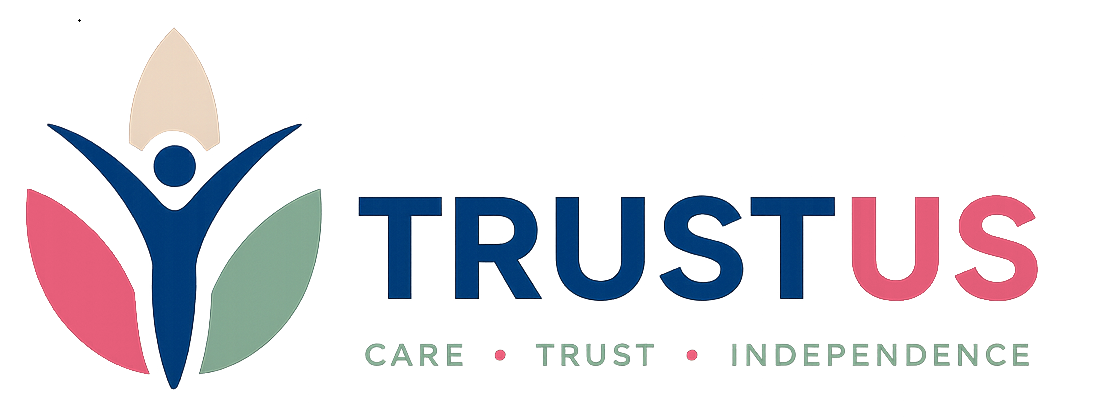 TRUSTUS
CARE • TRUST • INDEPENDENCE